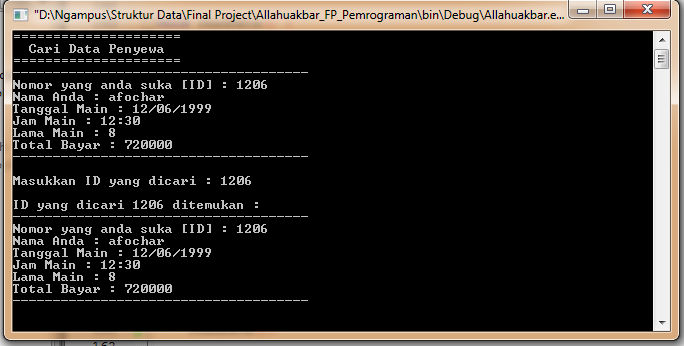 "D:\Ngampus\Struktur Data\Final Project\Allahuakbar_FP_Pemrograman\bin\Debug\Allahuakbar.e...
=====================
Cari Data Penyewa
=====================
-------------------------------------
Nomor yang anda suka [ID] : 1206
Nama Anda : afochar
Tanggal Main : 12/06/1999
Jam Main : 12:30
Lama Main : 8
Total Bayar : 720000
-------------------------------------
Masukkan ID yang dicari : 1206
ID yang dicari 1206 ditemukan :
-------------------------------------
Nomor yang anda suka [ID] : 1206
Nama Anda : afochar
Tanggal Main : 12/06/1999
Jam Main : 12:30
Lama Main : 8
Total Bayar : 720000
-------------------------------------